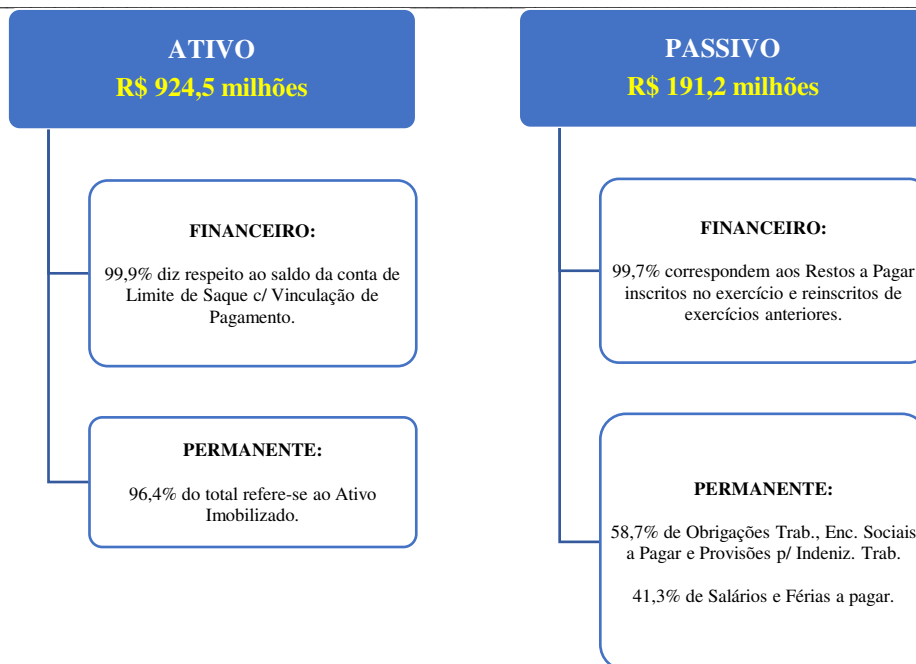 ATIVO
R$ 924,5 milhões
FINANCEIRO:
99,9% diz respeito ao saldo da conta de
Limite de Saque c/ Vinculação de
Pagamento.
PERMANENTE:
96,4% do total refere-se ao Ativo
Imobilizado.
PASSIVO
R$ 191,2 milhões
FINANCEIRO:
99,7% correspondem aos Restos a Pagar
inscritos no exercício e reinscritos de
exercícios anteriores.
PERMANENTE:
58,7% de Obrigações Trab., Enc. Sociais
a Pagar e Provisões p/ Indeniz. Trab.
41,3% de Salários e Férias a pagar.